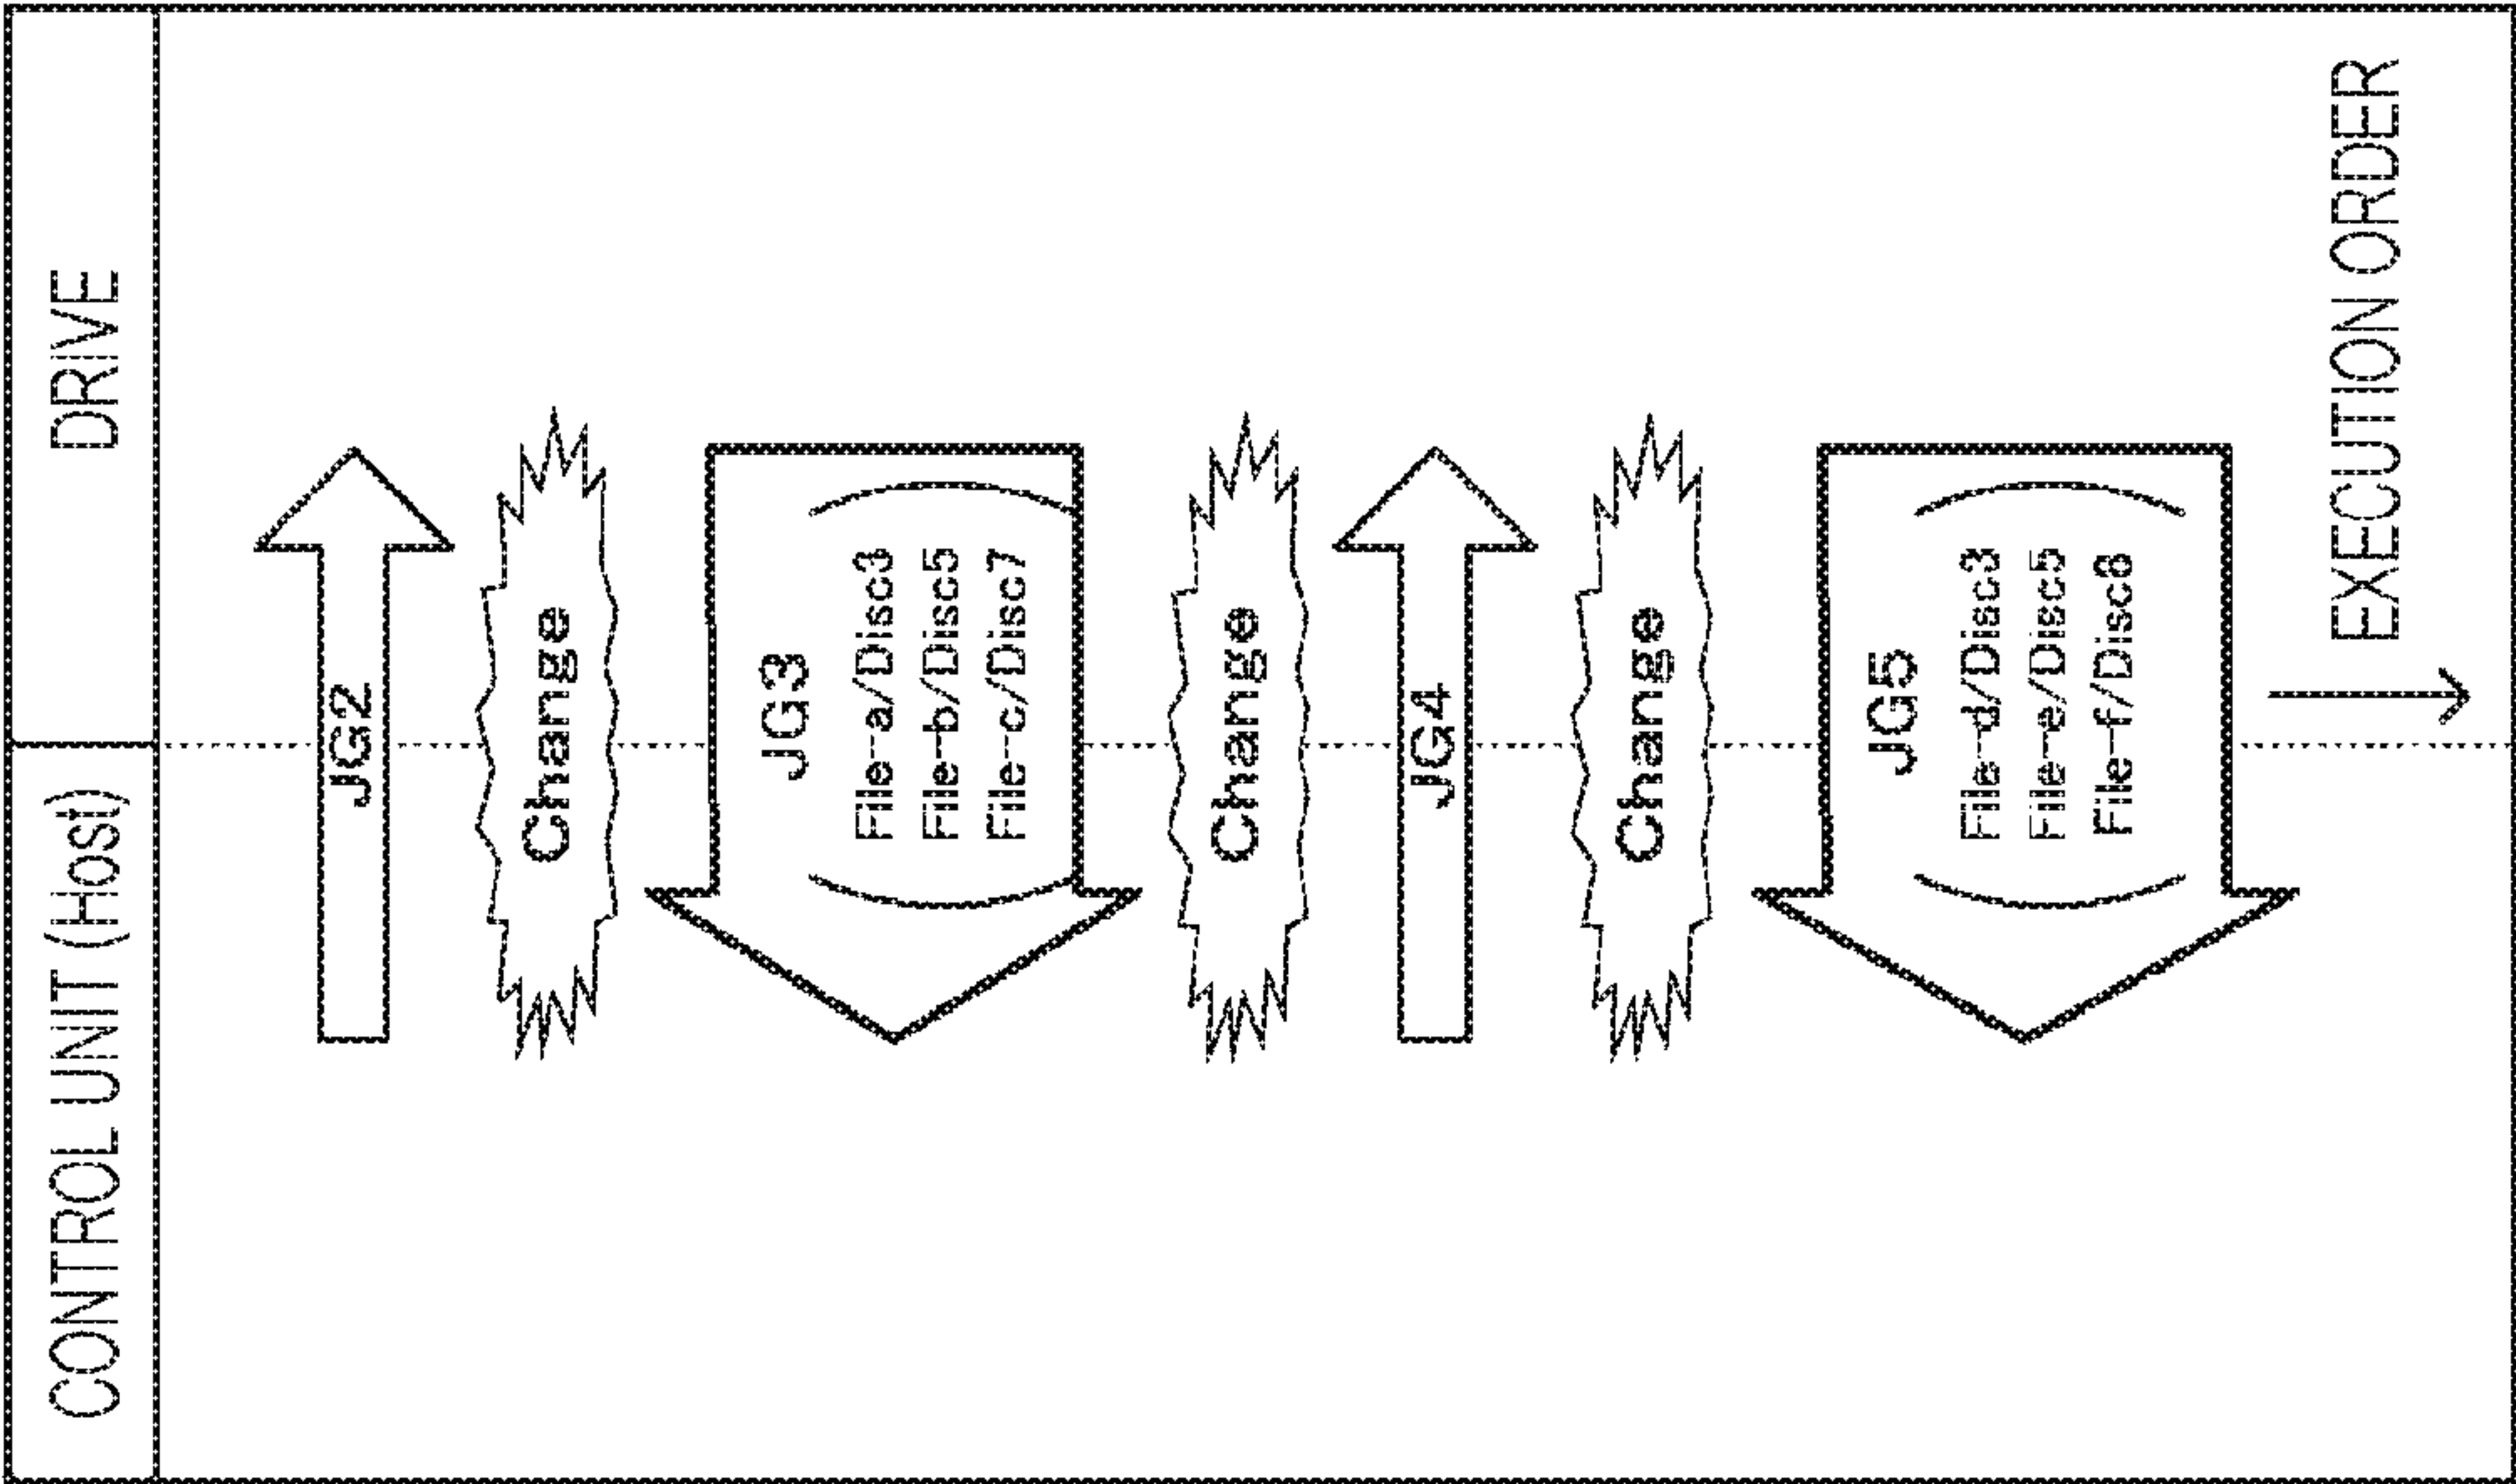 CONTROL UNIT (Host)
DRIVE
JG2
Change
JG3
File-a/Disc3
File-b/Disc5
File-c/Disc7
Change
JG4
Change
JG5
File-d/Disc3
File-e/Disc5
File-f/Disc8
EXECUTION ORDER